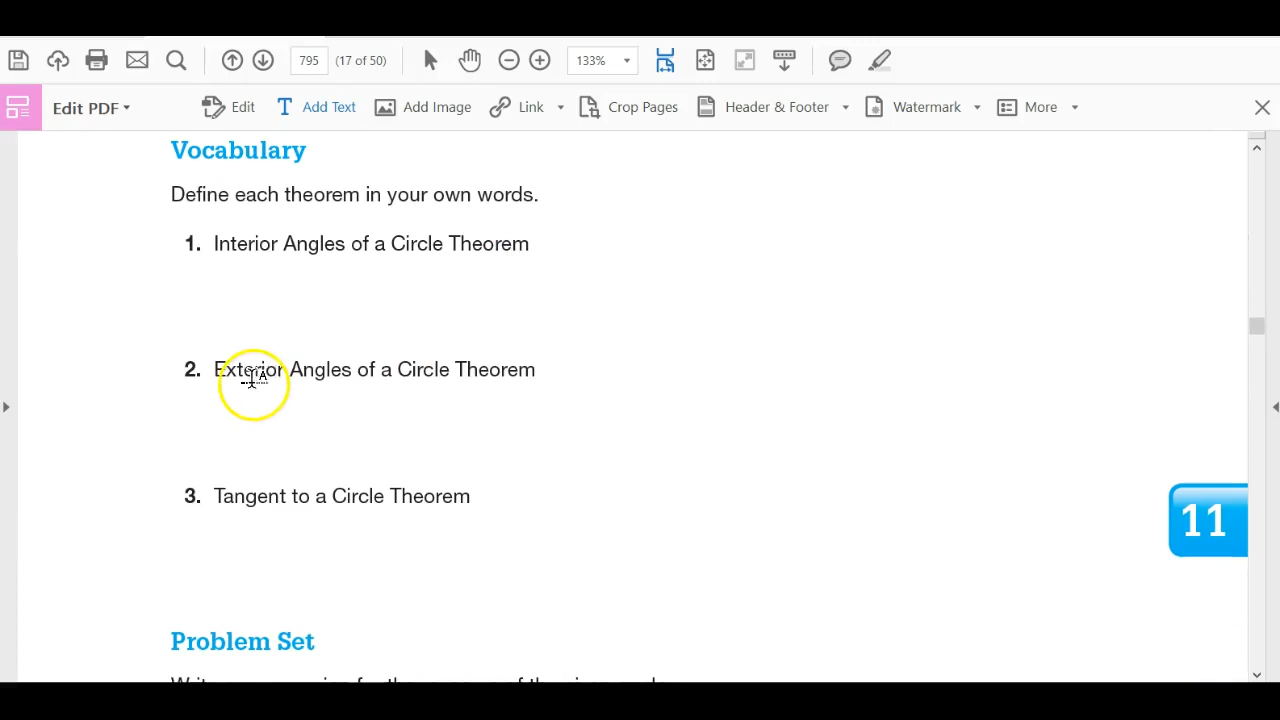 795 (17 of 50) 133%
Edit PDF Edit Add Text Add Image Link Crop Pages Header & Footer Watermark More
Vocabulary
Define each theorem in your own words.
1. Interior Angles of a Circle Theorem
2. Exterior Angles of a Circle Theorem
3. Tangent to a Circle Theorem
11
Problem Set